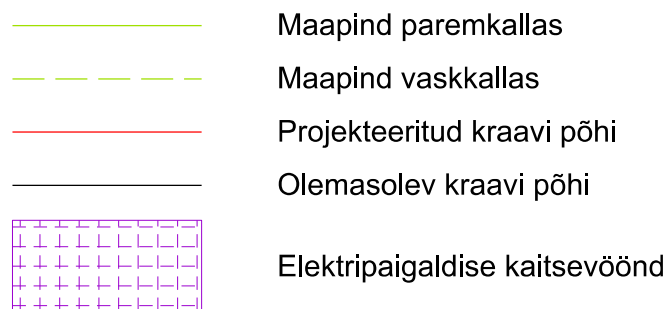 Maapind paremkallas
Maapind vaskkallas
Projekteeritud kraavi põhi
Olemasolev kraavi põhi
Elektripaigaldise kaitsevöönd